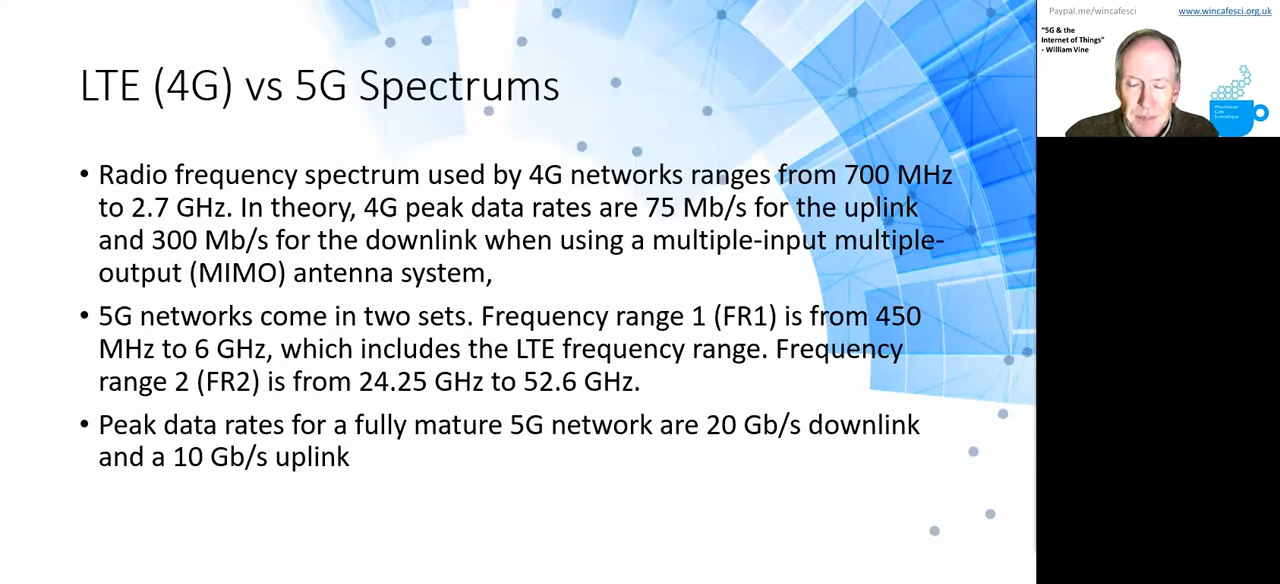 LTE (4G) vs 5G Spectrums
• Radio frequency spectrum used by 4G networks ranges from 700 MHz
to 2.7 GHz. In theory, 4G peak data rates are 75 Mb/s for the uplink
and 300 Mb/s for the downlink when using a multiple-input multiple-
output (MIMO) antenna system,
• 5G networks come in two sets. Frequency range 1 (FR1) is from 450
MHz to 6 GHz, which includes the LTE frequency range. Frequency
range 2 (FR2) is from 24.25 GHz to 52.6 GHz.
• Peak data rates for a fully mature 5G network are 20 Gb/s downlink
and a 10 Gb/s uplink
Paypal.me/wincafesci
www.wincafesci.org.uk
"5G & the
Internet of Things"
- William Vine
Winchester
Café
Scientifique